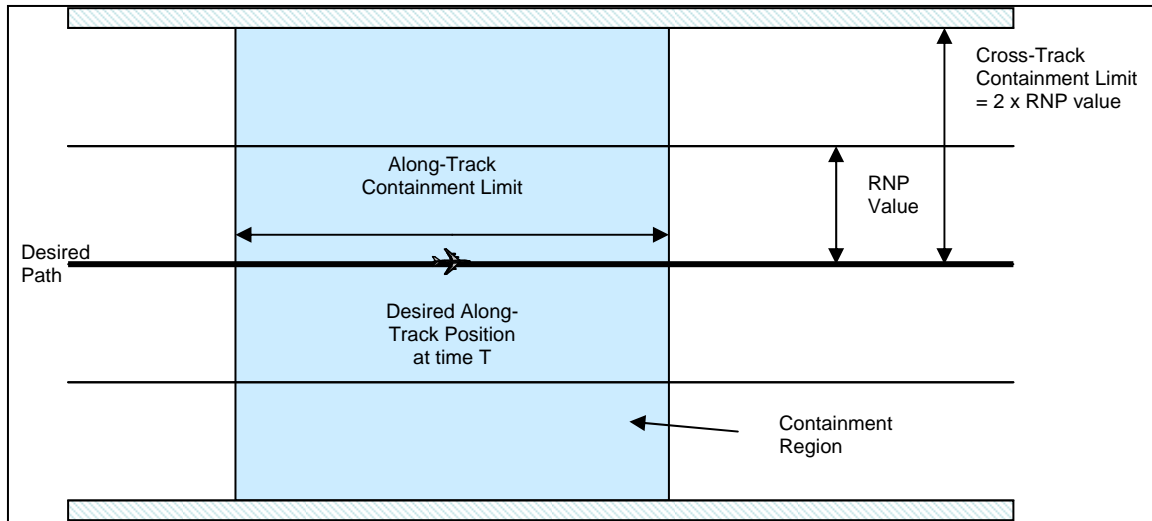 Cross-Track
Containment Limit
= 2 x RNP value
Along-Track
Containment Limit
RNP
Value
Desired
Path
Desired Along-
Track Position
at time T
Containment
Region